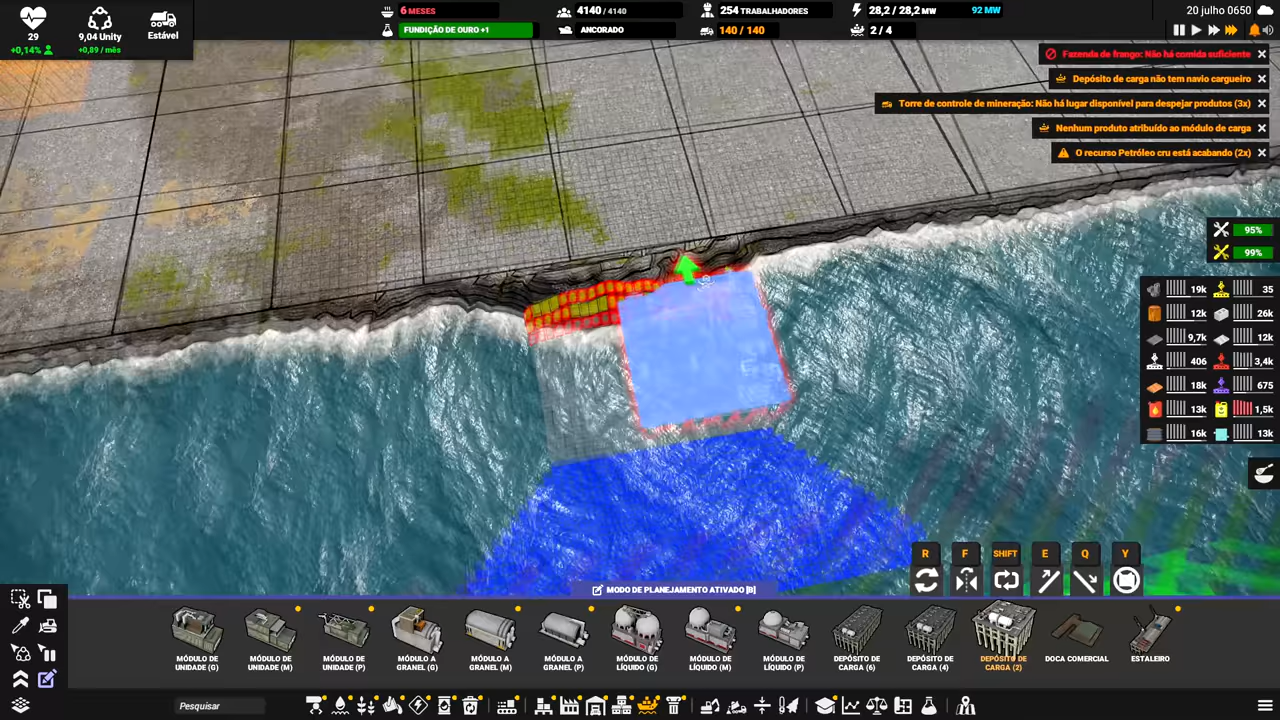 29
+0,14%
9,04 Unity
+0,89 / mês
Estável
6 MESES
FUNDIÇÃO DE OURO +1
4140 / 4140
ANCORADO
254 TRABALHADORES
140 / 140
28,2 / 28,2 MW
92 MW
2 / 4
20 julho 0650
Fazenda de frango: Não há comida suficiente
Depósito de carga não tem navio cargueiro
Torre de controle de mineração: Não há lugar disponível para despejar produtos (3x)
Nenhum produto atribuído ao módulo de carga
O recurso Petróleo cru está acabando (2x)
95%
99%
19k 35
12k 26k
9,7k 12k
406 3,4k
18k 675
13k 1,5k
16k 13k
R F SHIFT E Q Y
MODO DE PLANEJAMENTO ATIVADO [B]
MÓDULO DE UNIDADE (G)
MÓDULO DE UNIDADE (M)
MÓDULO DE UNIDADE (P)
MÓDULO A GRANEL (G)
MÓDULO A GRANEL (M)
MÓDULO A GRANEL (P)
MÓDULO DE LÍQUIDO (G)
MÓDULO DE LÍQUIDO (M)
MÓDULO DE LÍQUIDO (P)
DEPÓSITO DE CARGA (6)
DEPÓSITO DE CARGA (4)
DEPÓSITO DE CARGA (2)
DOCA COMERCIAL
ESTALEIRO
Pesquisar